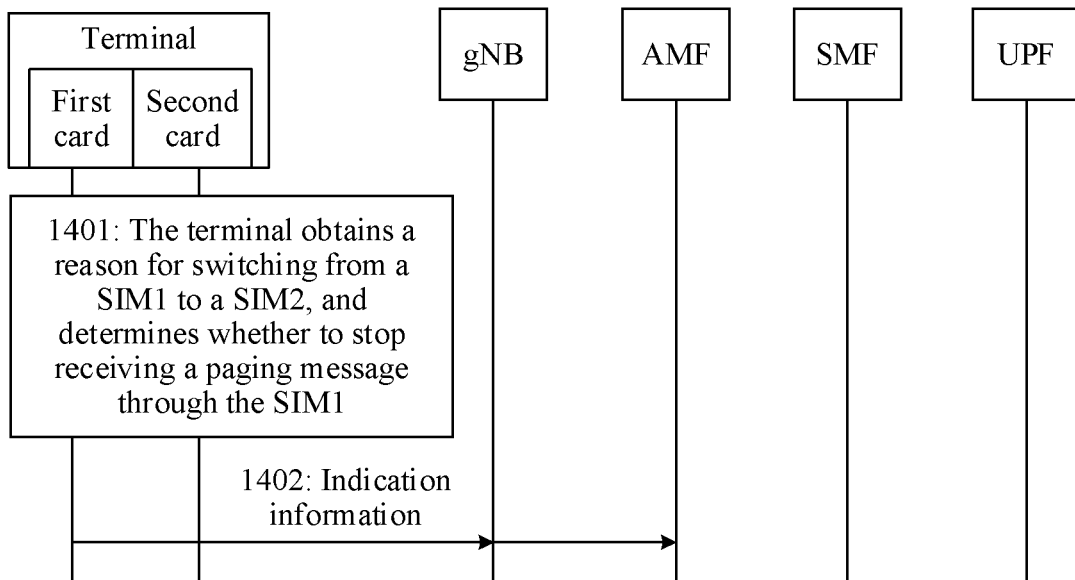 Terminal
First
card
Second
card
gNB
AMF
SMF
UPF
1401: The terminal obtains a
reason for switching from a
SIM1 to a SIM2, and
determines whether to stop
receiving a paging message
through the SIM1
1402: Indication
information